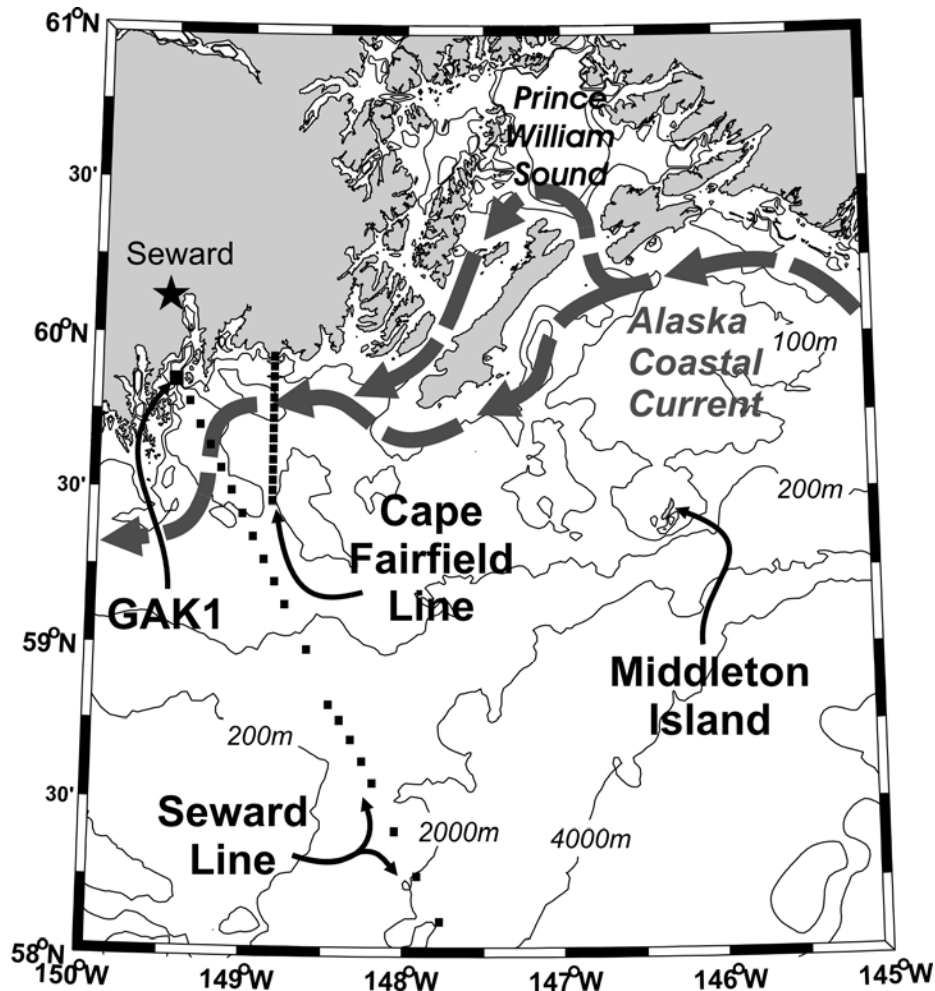 61°N
Prince
William
Sound
30'
Seward
60°N
Alaska
Coastal
Current
100m
30'
200m
Cape
Fairfield
Line
GAK1
59°N
Middleton
Island
200m
30'
Seward
Line
2000m
4000m
58°N
150°W
149°W
148°W
147°W
146°W
145°W